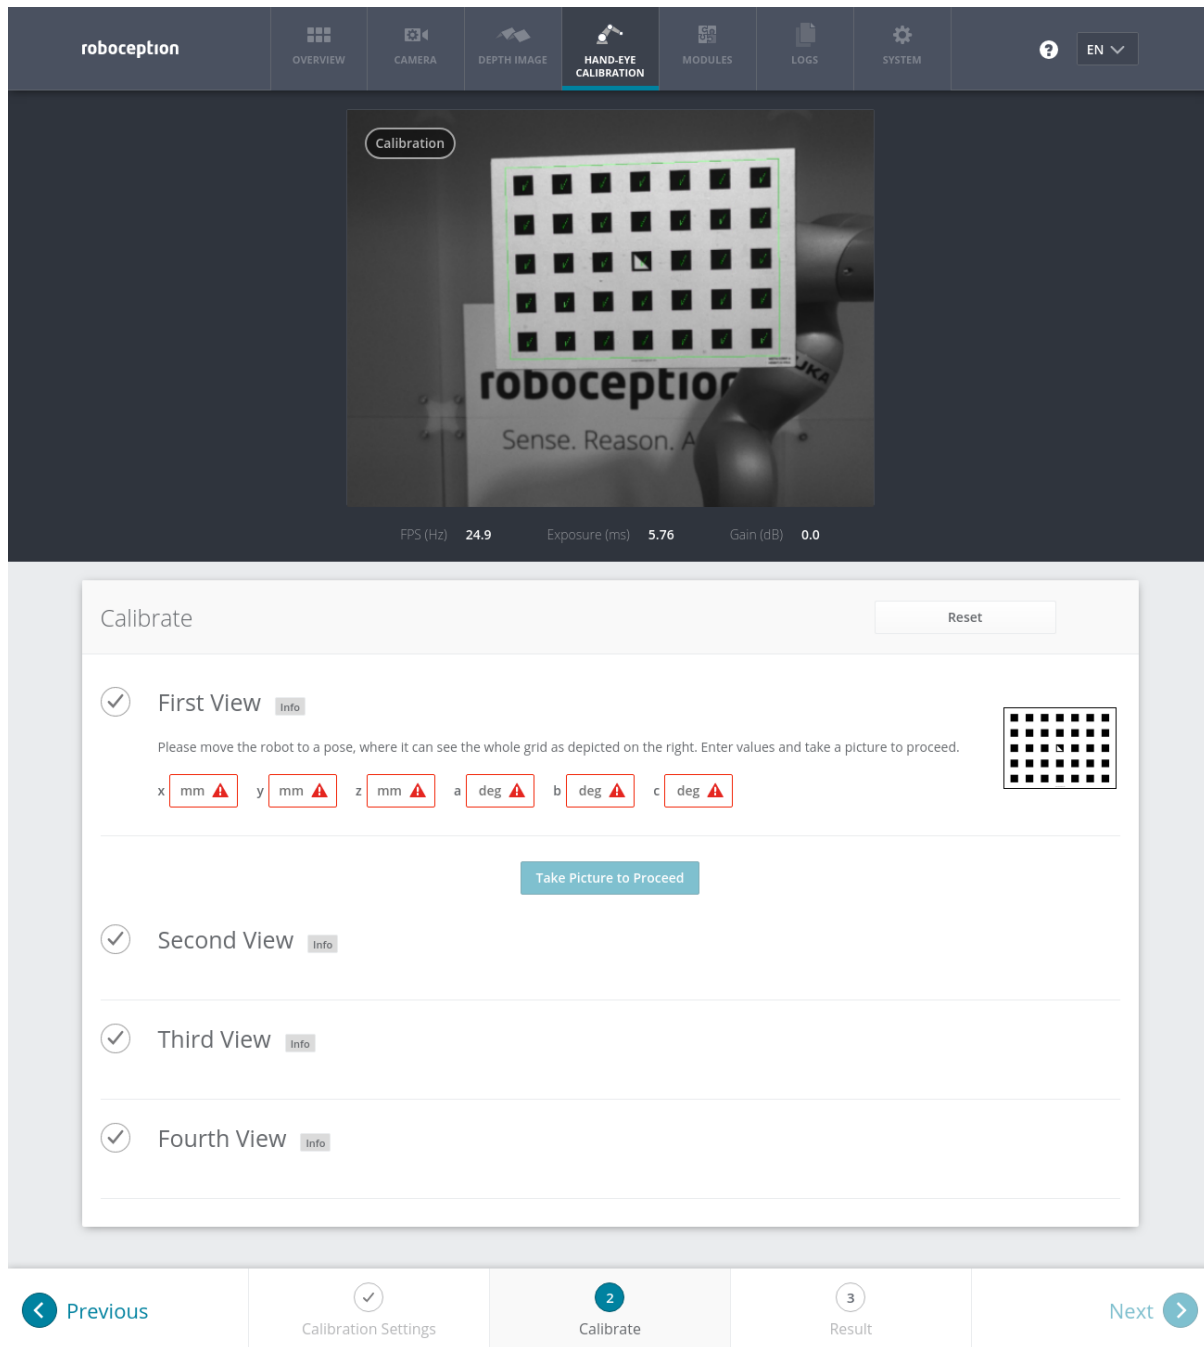 roboception
OVERVIEW
CAMERA
DEPTH IMAGE
HAND-EYE
CALIBRATION
MODULES
LOGS
SYSTEM
?
EN
Calibration
roboception
UKA
Sense. Reason. A
FPS (Hz) 24.9 Exposure (ms) 5.76 Gain (dB) 0.0
Calibrate
Reset
First View Info
Please move the robot to a pose, where it can see the whole grid as depicted on the right. Enter values and take a picture to proceed.
x mm y mm z mm a deg b deg c deg
Take Picture to Proceed
Second View Info
Third View Info
Fourth View Info
Previous
Calibration Settings
2
Calibrate
3
Result
Next